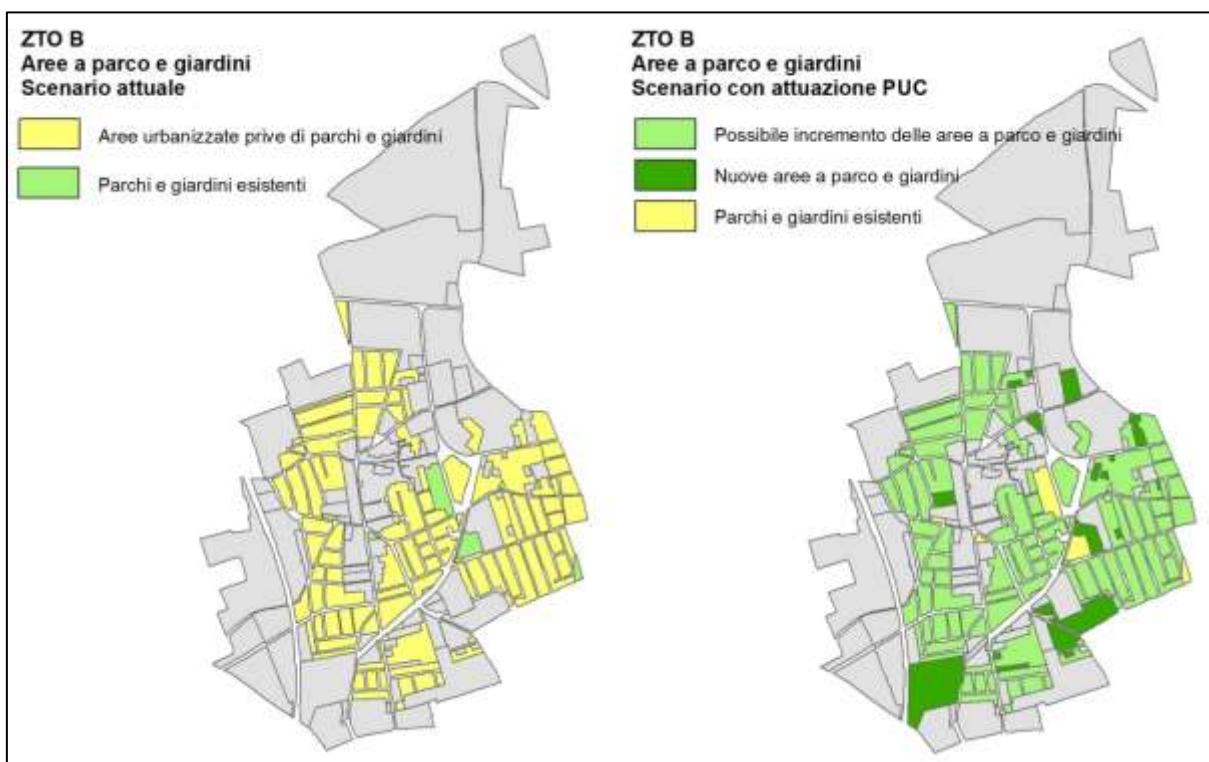 ZTO B
Aree a parco e giardini
Scenario attuale
Aree urbanizzate prive di parchi e giardini
Parchi e giardini esistenti
ZTO B
Aree a parco e giardini
Scenario con attuazione PUC
Possibile incremento delle aree a parco e giardini
Nuove aree a parco e giardini
Parchi e giardini esistenti